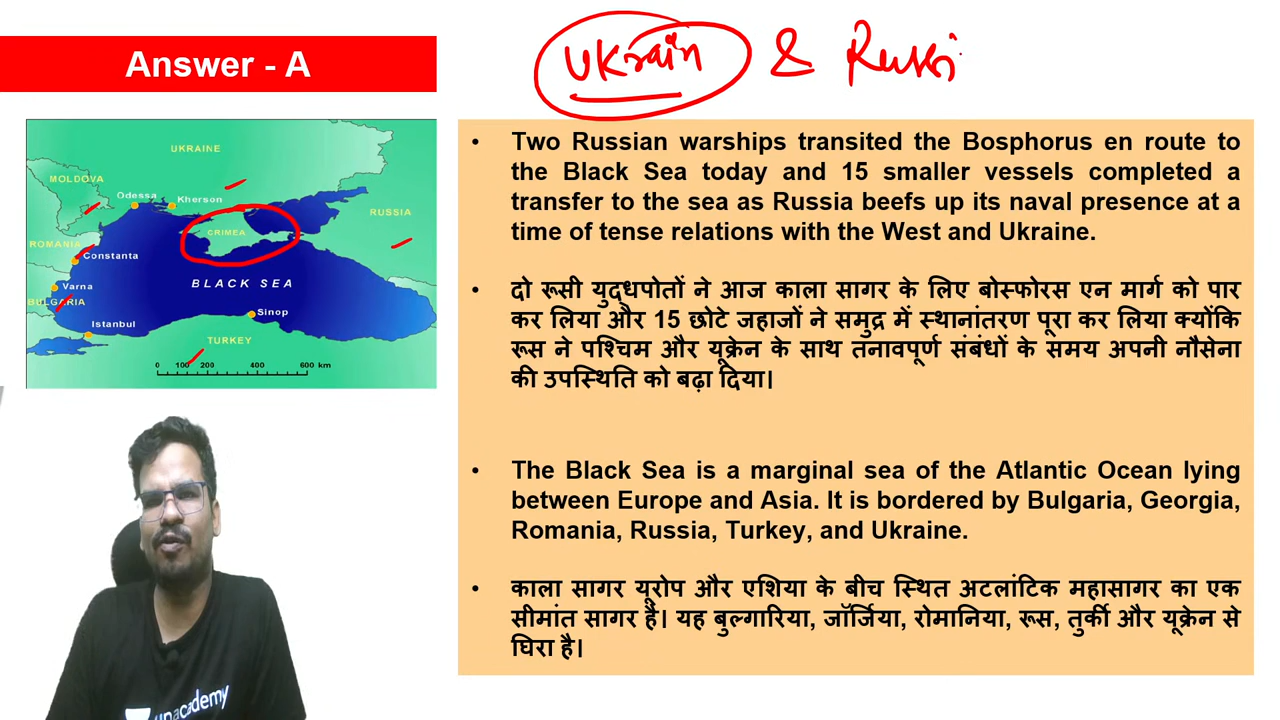 UKrain & Russi
Answer - A
UKRAINE
MOLDOVA
Odessa
Kherson
RUSSIA
CRIMEA
ROMANIA
Constanta
BLACK SEA
Varna
BULGARIA
Sinop
Istanbul
TURKEY
0 100 200 400 600 km
• Two Russian warships transited the Bosphorus en route to
the Black Sea today and 15 smaller vessels completed a
transfer to the sea as Russia beefs up its naval presence at a
time of tense relations with the West and Ukraine.
• दो रूसी युद्धपोतों ने आज काला सागर के लिए बोस्फोरस एन मार्ग को पार
कर लिया और 15 छोटे जहाजों ने समुद्र में स्थानांतरण पूरा कर लिया क्योंकि
रूस ने पश्चिम और यूक्रेन के साथ तनावपूर्ण संबंधों के समय अपनी नौसेना
की उपस्थिति को बढ़ा दिया।
• The Black Sea is a marginal sea of the Atlantic Ocean lying
between Europe and Asia. It is bordered by Bulgaria, Georgia,
Romania, Russia, Turkey, and Ukraine.
• काला सागर यूरोप और एशिया के बीच स्थित अटलांटिक महासागर का एक
सीमांत सागर है। यह बुल्गारिया, जॉर्जिया, रोमानिया, रूस, तुर्की और यूक्रेन से
घिरा है।
unacademy